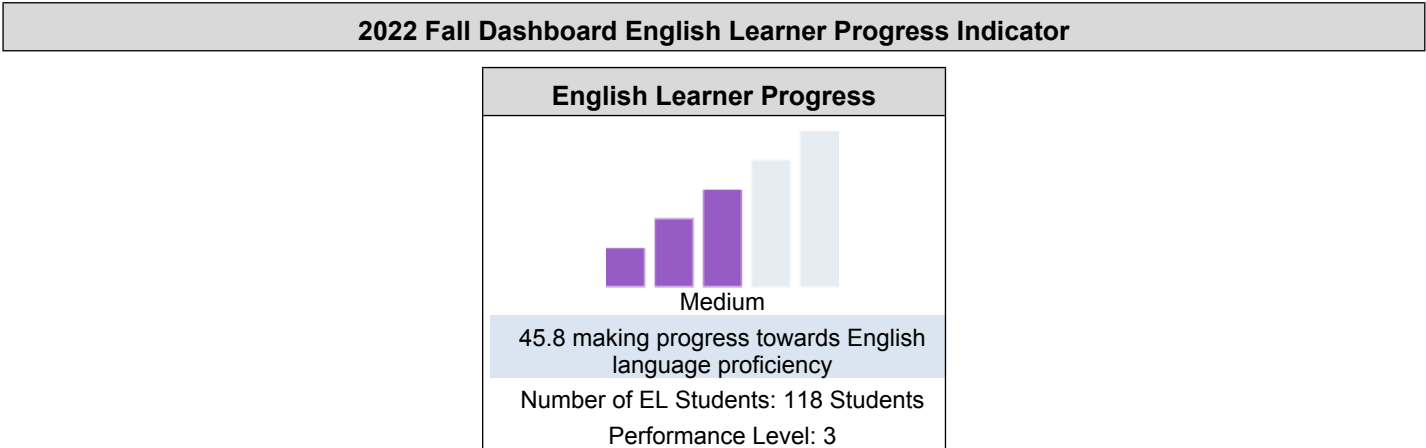 2022 Fall Dashboard English Learner Progress Indicator
English Learner Progress
Medium
45.8 making progress towards English
language proficiency
Number of EL Students: 118 Students
Performance Level: 3